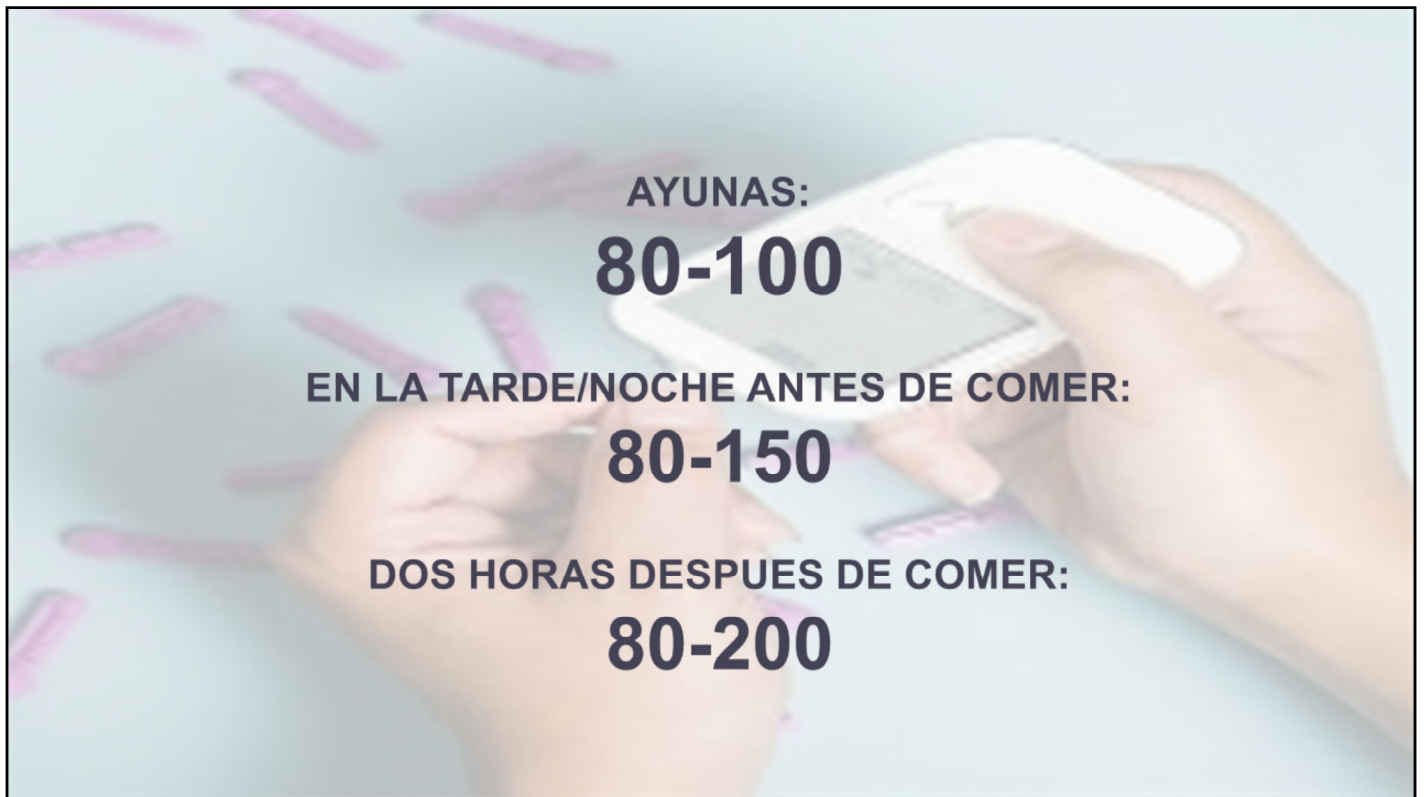 AYUNAS:
80-100
EN LA TARDE/NOCHE ANTES DE COMER:
80-150
DOS HORAS DESPUES DE COMER:
80-200